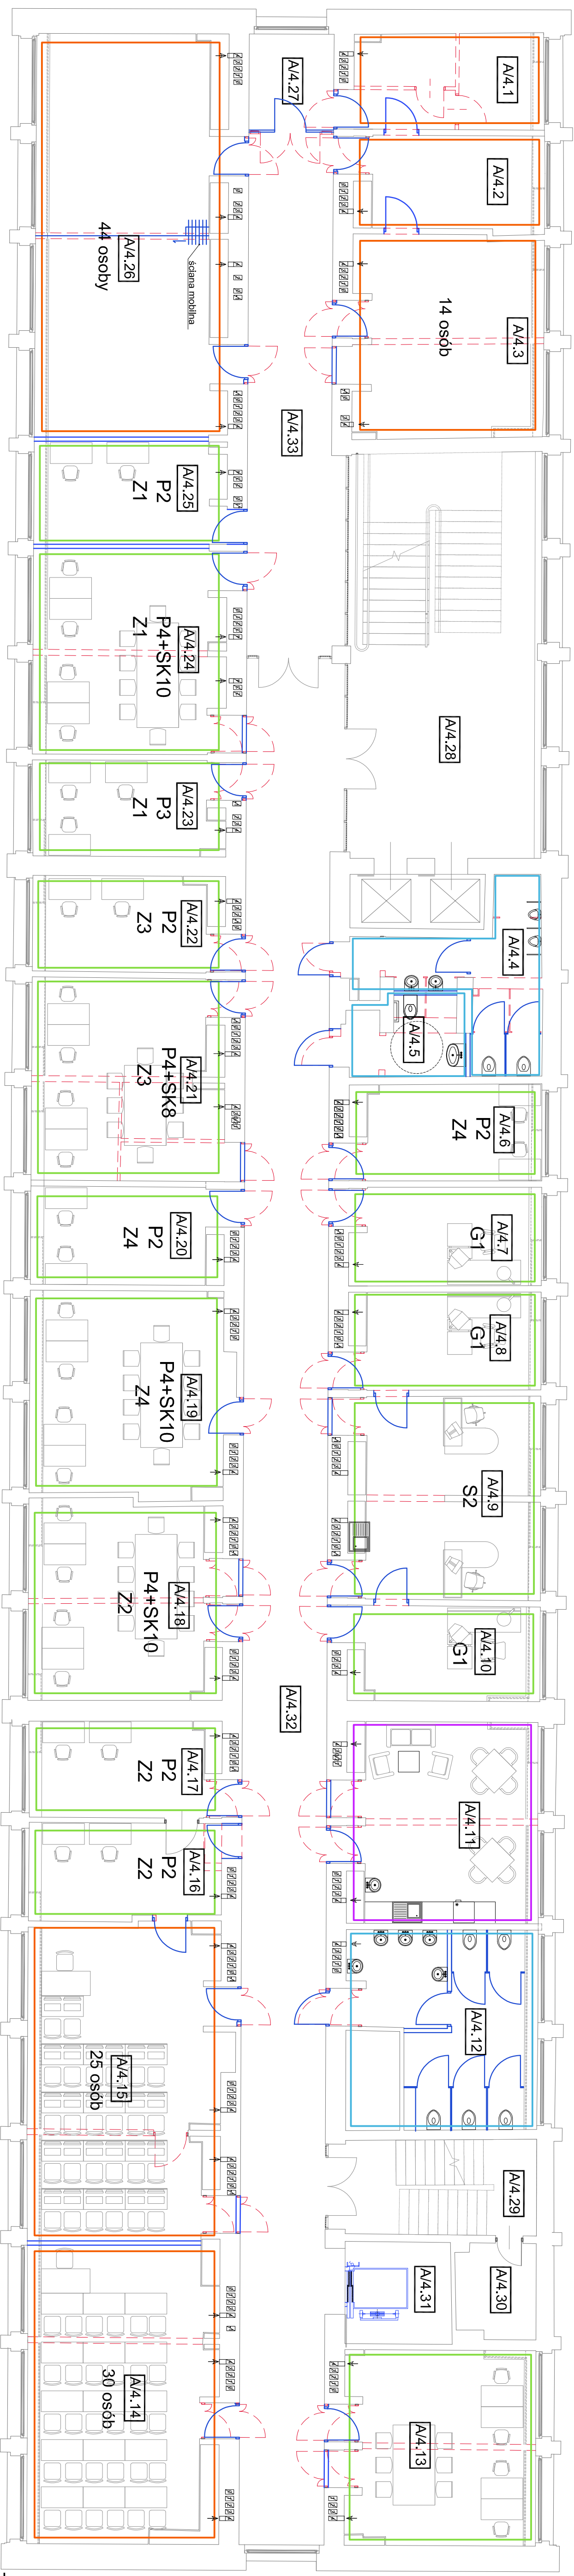 A/4.1
A/4.2
A/4.3
14 osób
A/4.27
A/4.26
44 osoby
ściana mobilna
A/4.33
A/4.25
P2
Z1
A/4.24
P4+SK10
Z1
A/4.28
A/4.23
P3
Z1
A/4.22
P2
Z3
A/4.4
A/4.5
A/4.21
P4+SK8
Z3
A/4.6
P2
Z4
A/4.20
P2
Z4
A/4.7
G1
A/4.8
G1
A/4.19
P4+SK10
Z4
A/4.9
S2
A/4.18
P4+SK10
Z2
A/4.10
G1
A/4.32
A/4.17
P2
Z2
A/4.11
A/4.16
P2
Z2
A/4.12
A/4.15
25 osób
A/4.29
A/4.30
A/4.31
A/4.14
30 osób
A/4.13